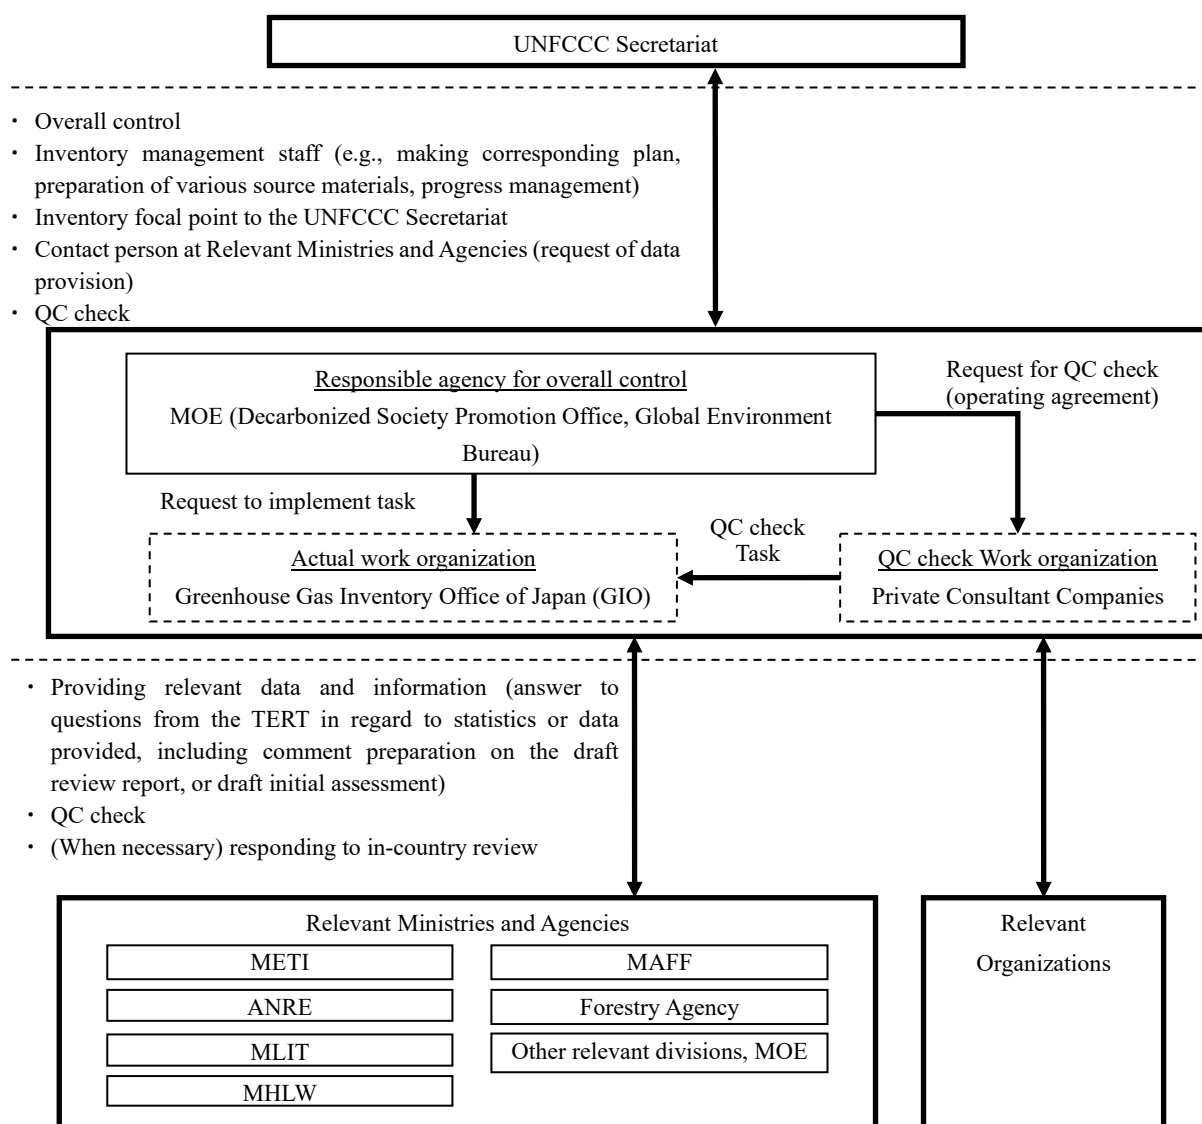 UNFCCC Secretariat
・ Overall control
・ Inventory management staff (e.g., making corresponding plan,
preparation of various source materials, progress management)
・ Inventory focal point to the UNFCCC Secretariat
・ Contact person at Relevant Ministries and Agencies (request of data
provision)
・ QC check
Responsible agency for overall control
MOE (Decarbonized Society Promotion Office, Global Environment
Bureau)
Request for QC check
(operating agreement)
Request to implement task
QC check
Task
Actual work organization
Greenhouse Gas Inventory Office of Japan (GIO)
QC check Work organization
Private Consultant Companies
・ Providing relevant data and information (answer to
questions from the TERT in regard to statistics or data
provided, including comment preparation on the draft
review report, or draft initial assessment)
・ QC check
・ (When necessary) responding to in-country review
Relevant Ministries and Agencies
METI
ANRE
MLIT
MHLW
MAFF
Forestry Agency
Other relevant divisions, MOE
Relevant
Organizations